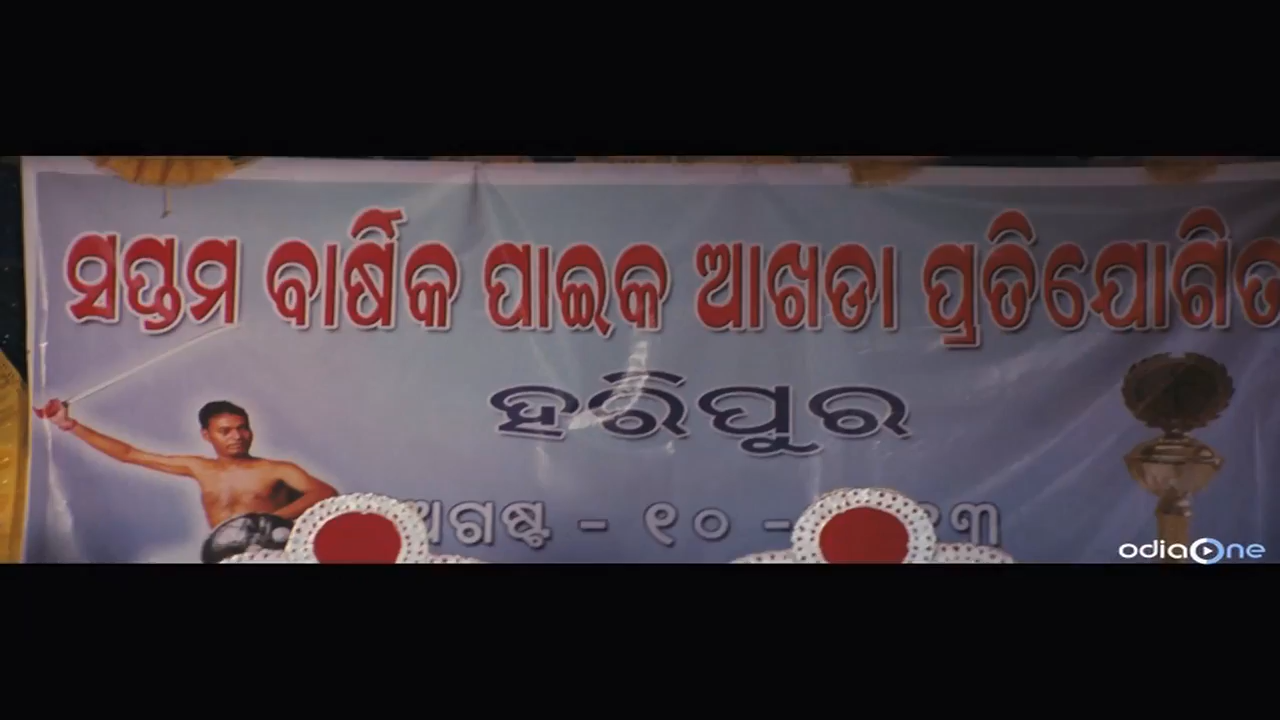 ସପ୍ତମ ବାର୍ଷିକ ପାଇକ ଆଖଡା ପ୍ରତିଯୋଗିତ
ହରିପୁର
ଅଗଷ୍ଟ - ୧୦ -
odiaOne